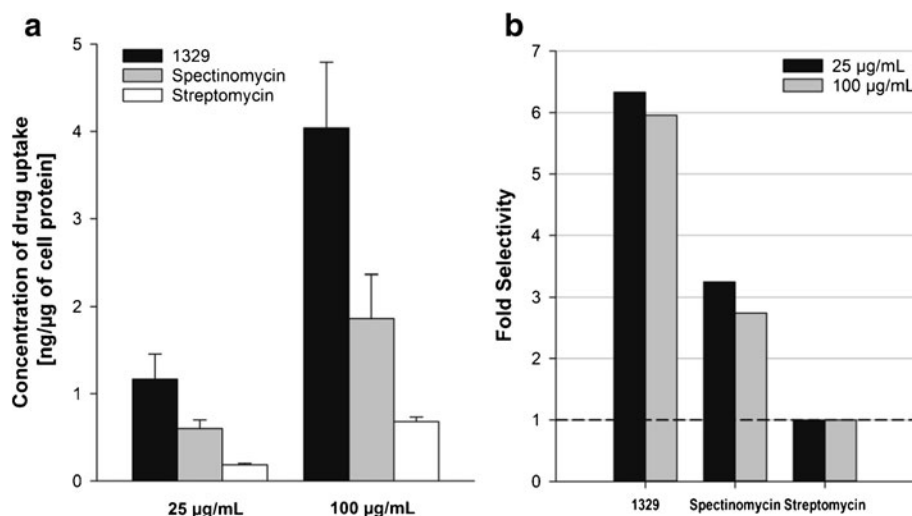 a
1329
Spectinomycin
Streptomycin
Concentration of drug uptake
[ng/µg of cell protein]
5
4
3
2
1
0
25 µg/mL
100 µg/mL
b
25 µg/mL
100 µg/mL
Fold Selectivity
7
6
5
4
3
2
1
0
1329
Spectinomycin
Streptomycin